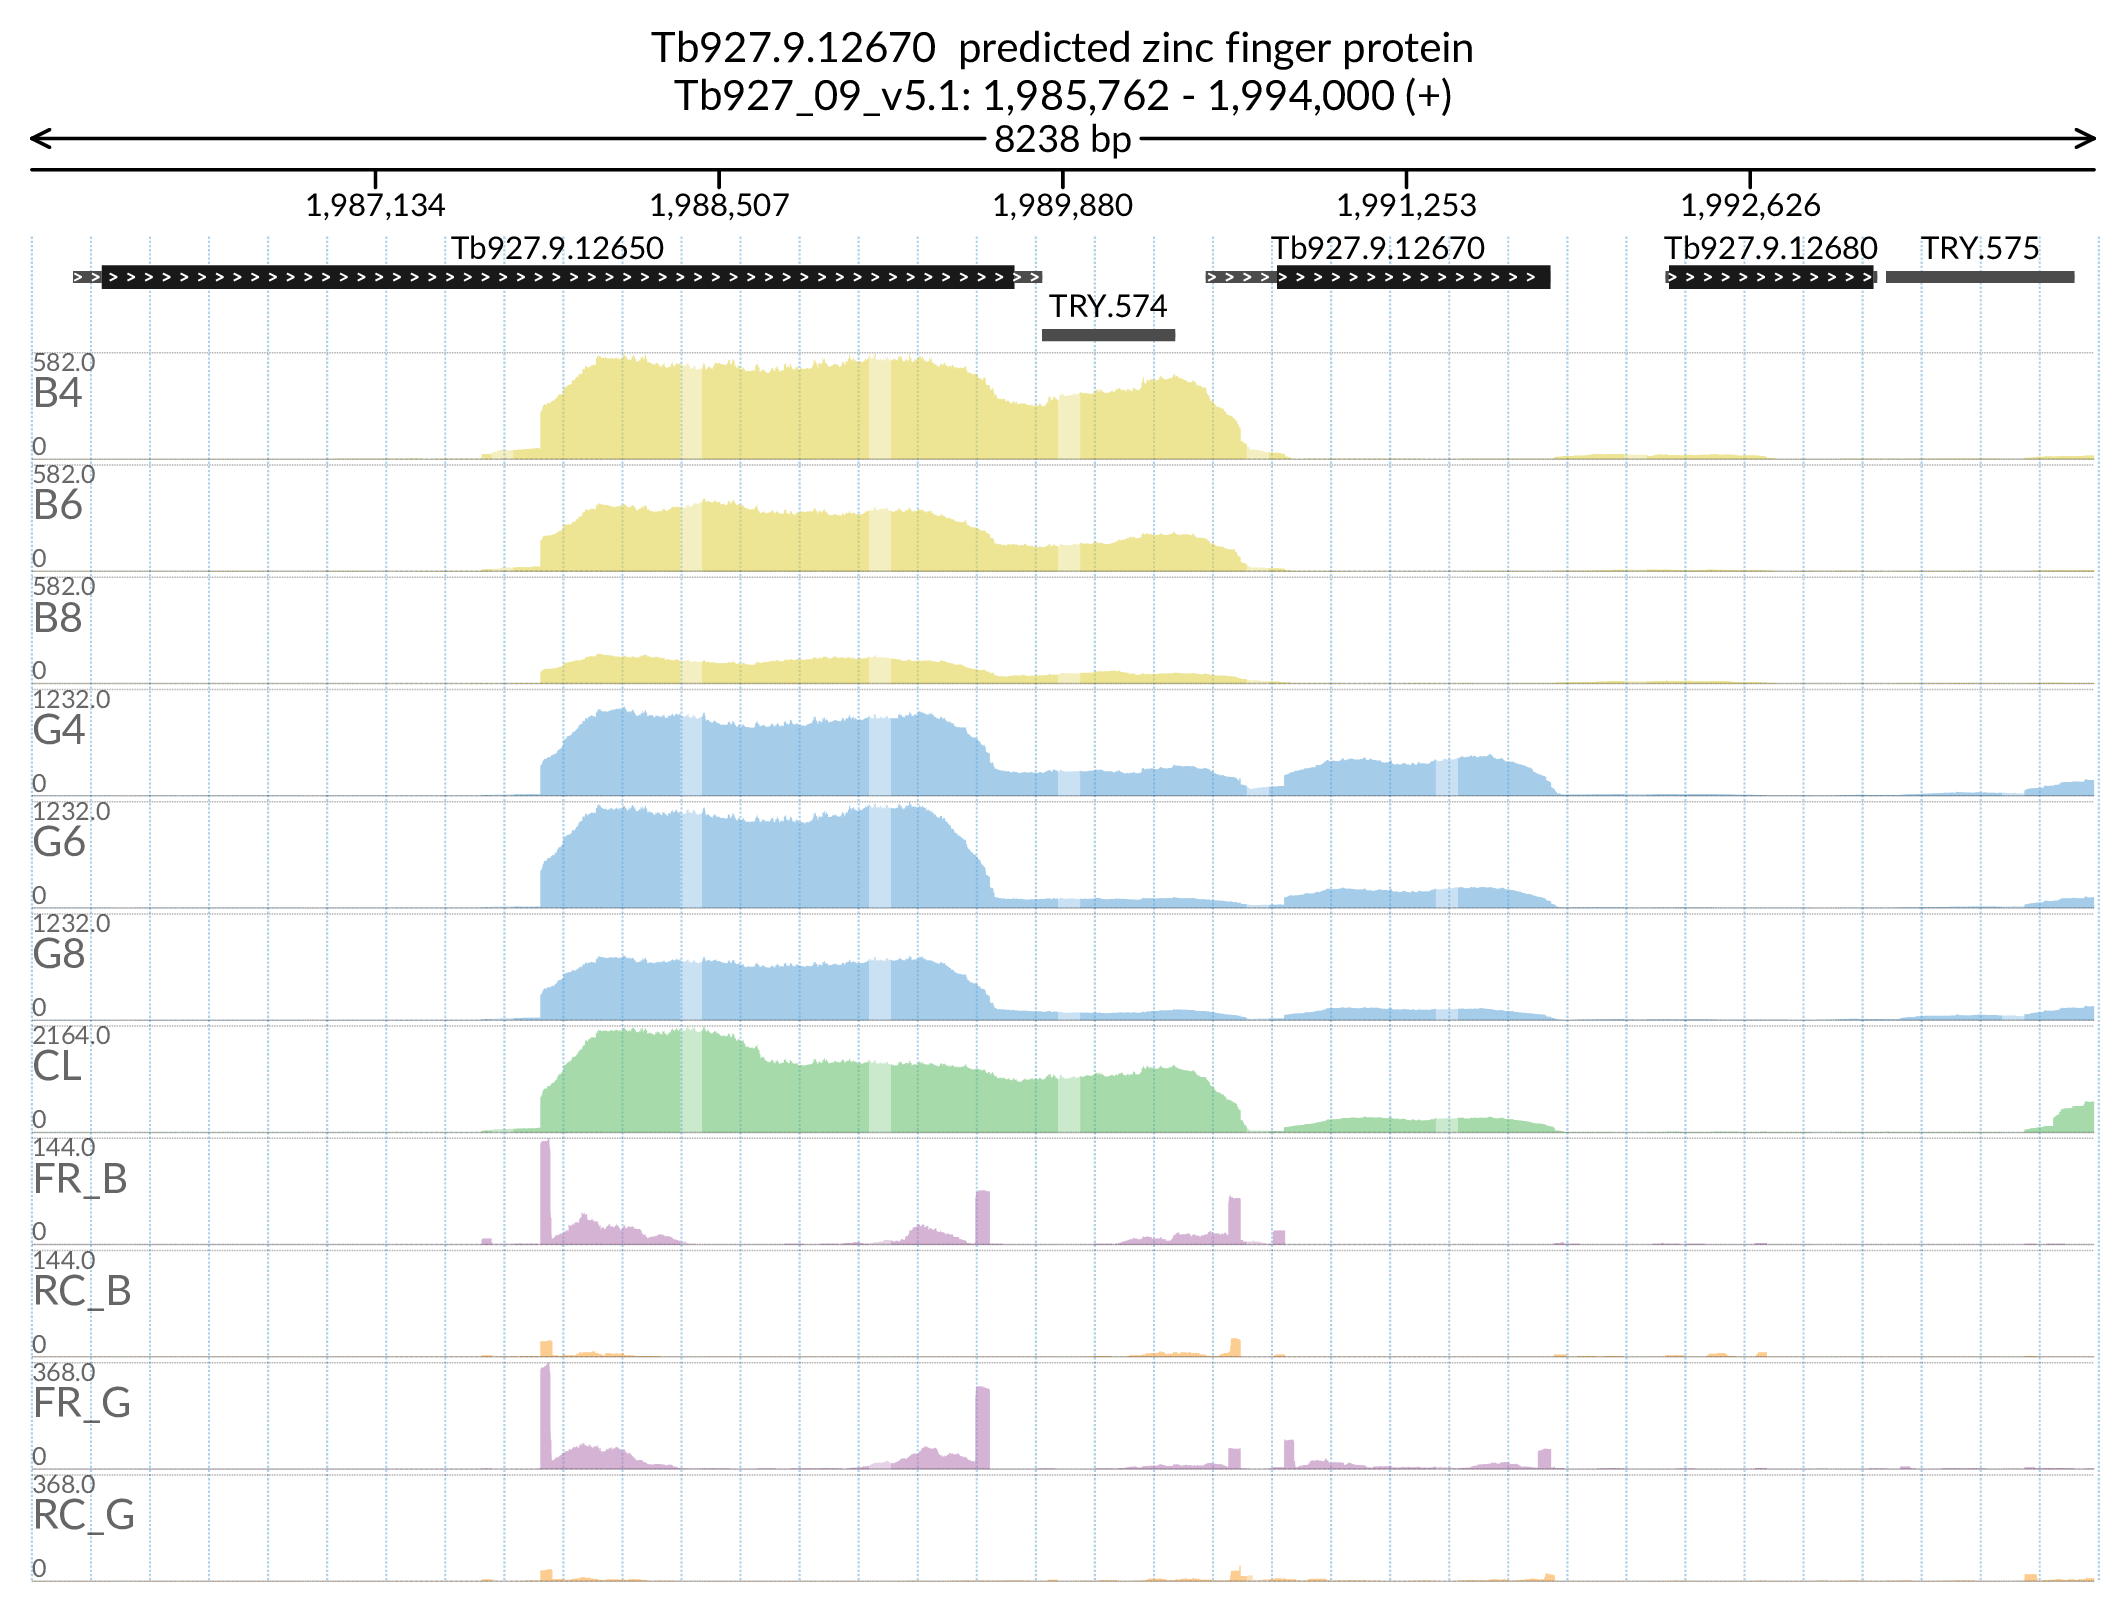 Tb927.9.12670 predicted zinc finger protein
Tb927_09_v5.1: 1,985,762 - 1,994,000 (+)
8238 bp
1,987,134 1,988,507 1,989,880 1,991,253 1,992,626
Tb927.9.12650 Tb927.9.12670 Tb927.9.12680 TRY.575
TRY.574
582.0
B4
0
582.0
B6
0
582.0
B8
0
1232.0
G4
0
1232.0
G6
0
1232.0
G8
0
2164.0
CL
0
144.0
FR_B
0
144.0
RC_B
0
368.0
FR_G
0
368.0
RC_G
0